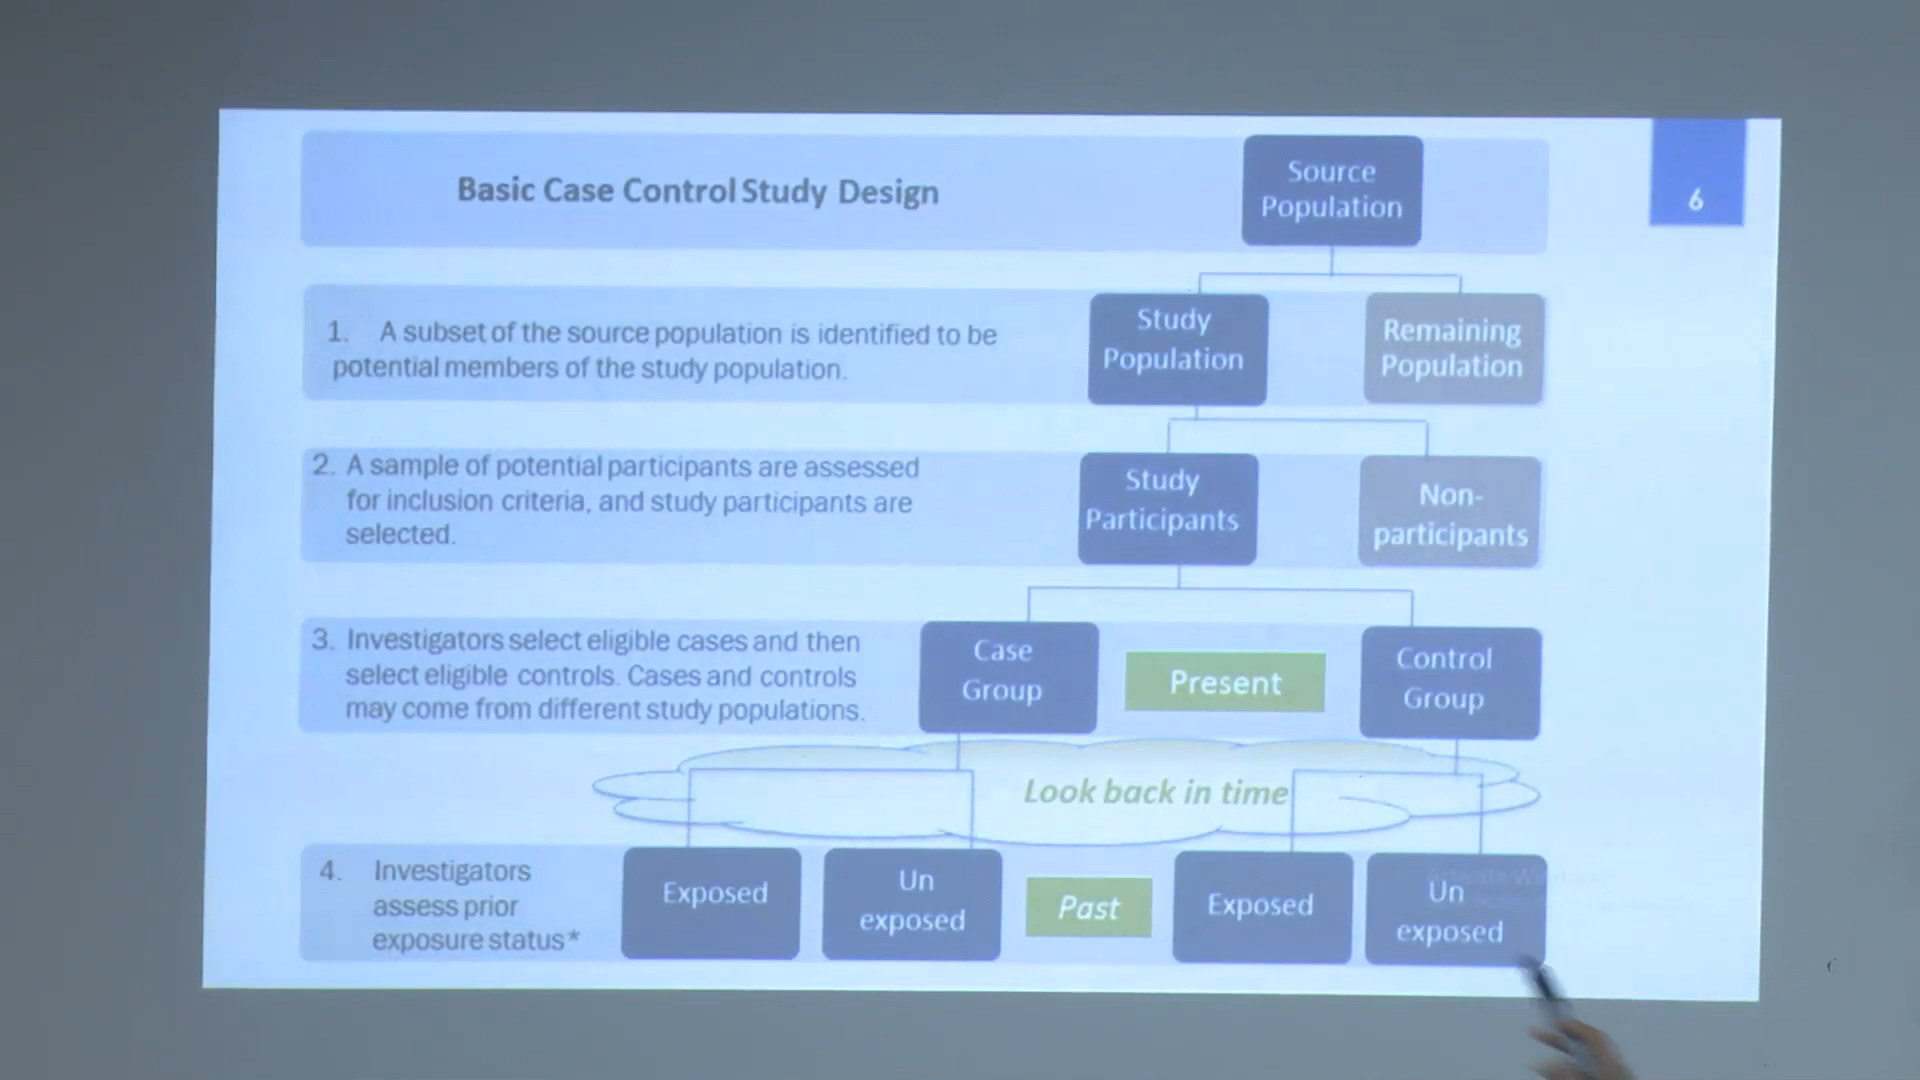 Basic Case Control Study Design
Source
Population
6
1. A subset of the source population is identified to be
potential members of the study population.
Study
Population
Remaining
Population
2. A sample of potential participants are assessed
for inclusion criteria, and study participants are
selected.
Study
Participants
Non-
participants
3. Investigators select eligible cases and then
select eligible controls. Cases and controls
may come from different study populations.
Case
Group
Present
Control
Group
Look back in time
4. Investigators
assess prior
exposure status*
Exposed
Un
exposed
Past
Exposed
Un
exposed